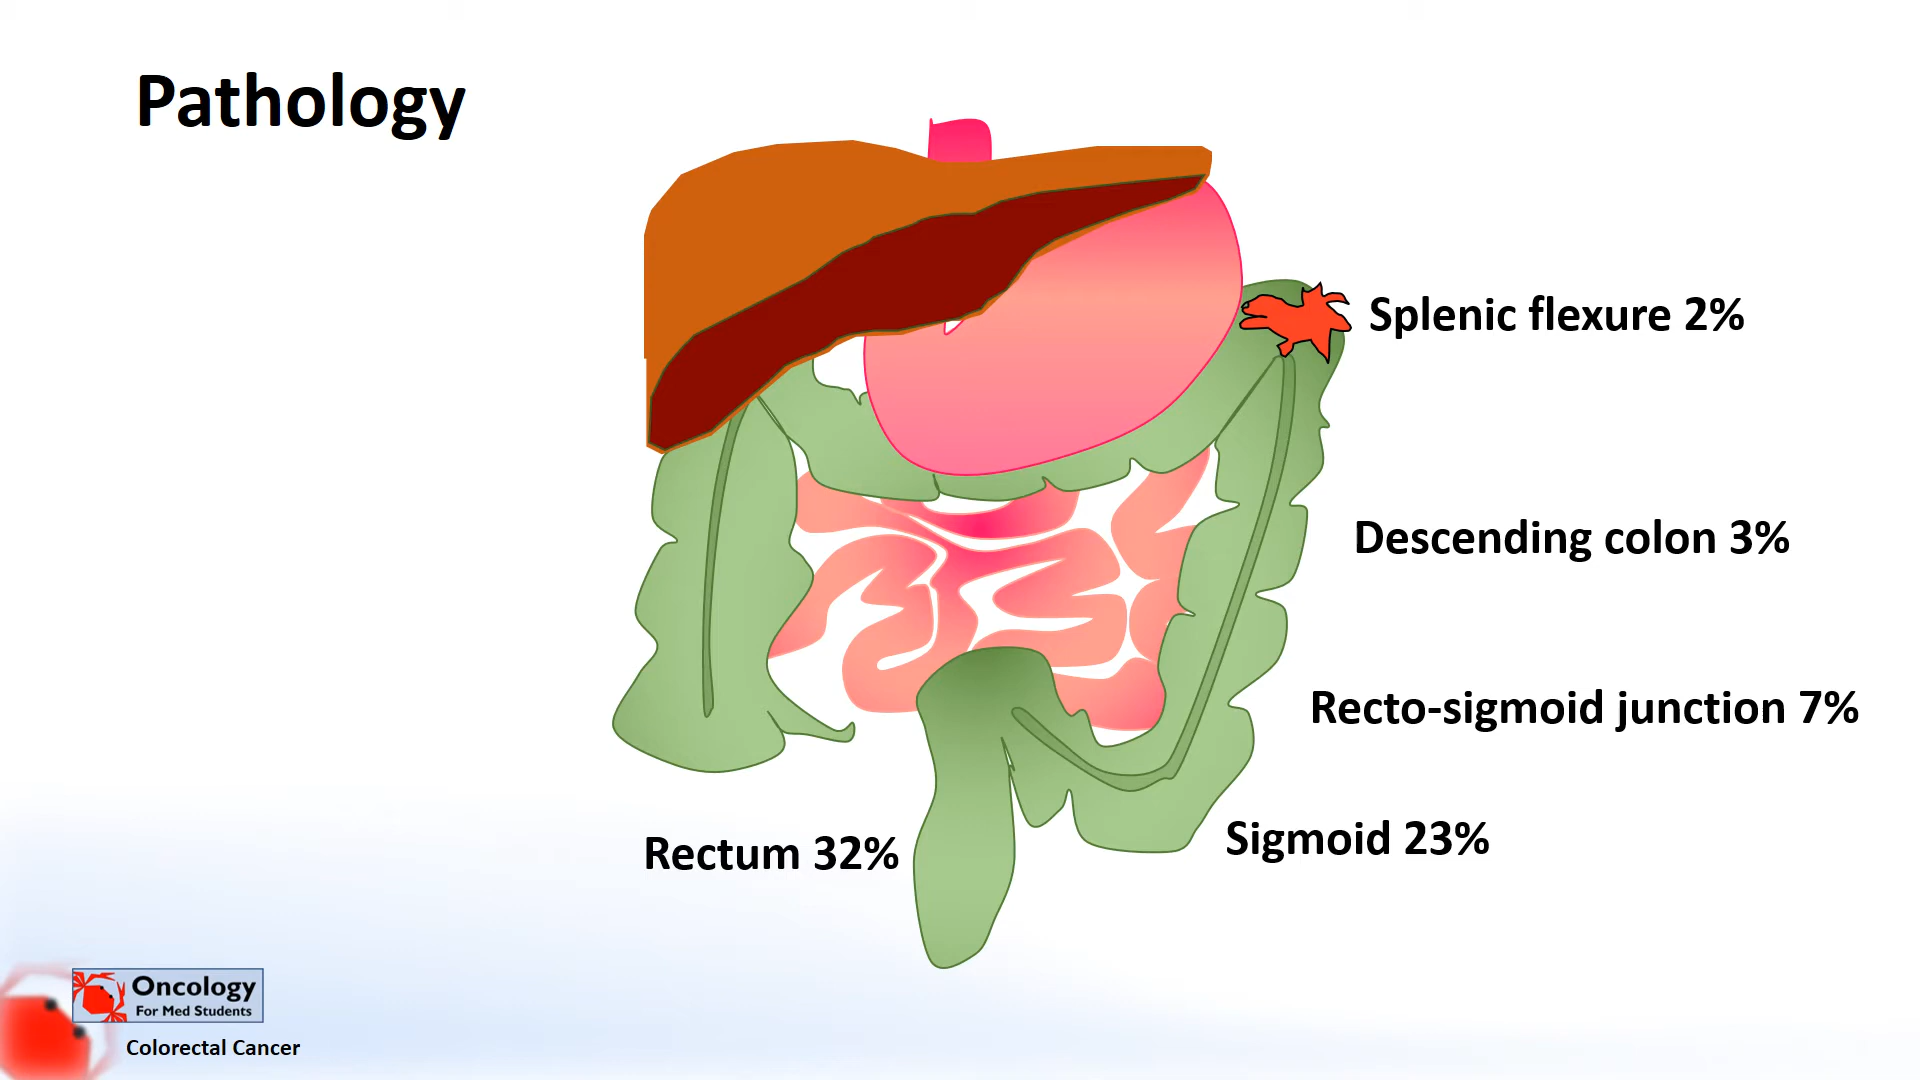 Pathology
Splenic flexure 2%
Descending colon 3%
Recto-sigmoid junction 7%
Sigmoid 23%
Rectum 32%
Oncology
For Med Students
Colorectal Cancer